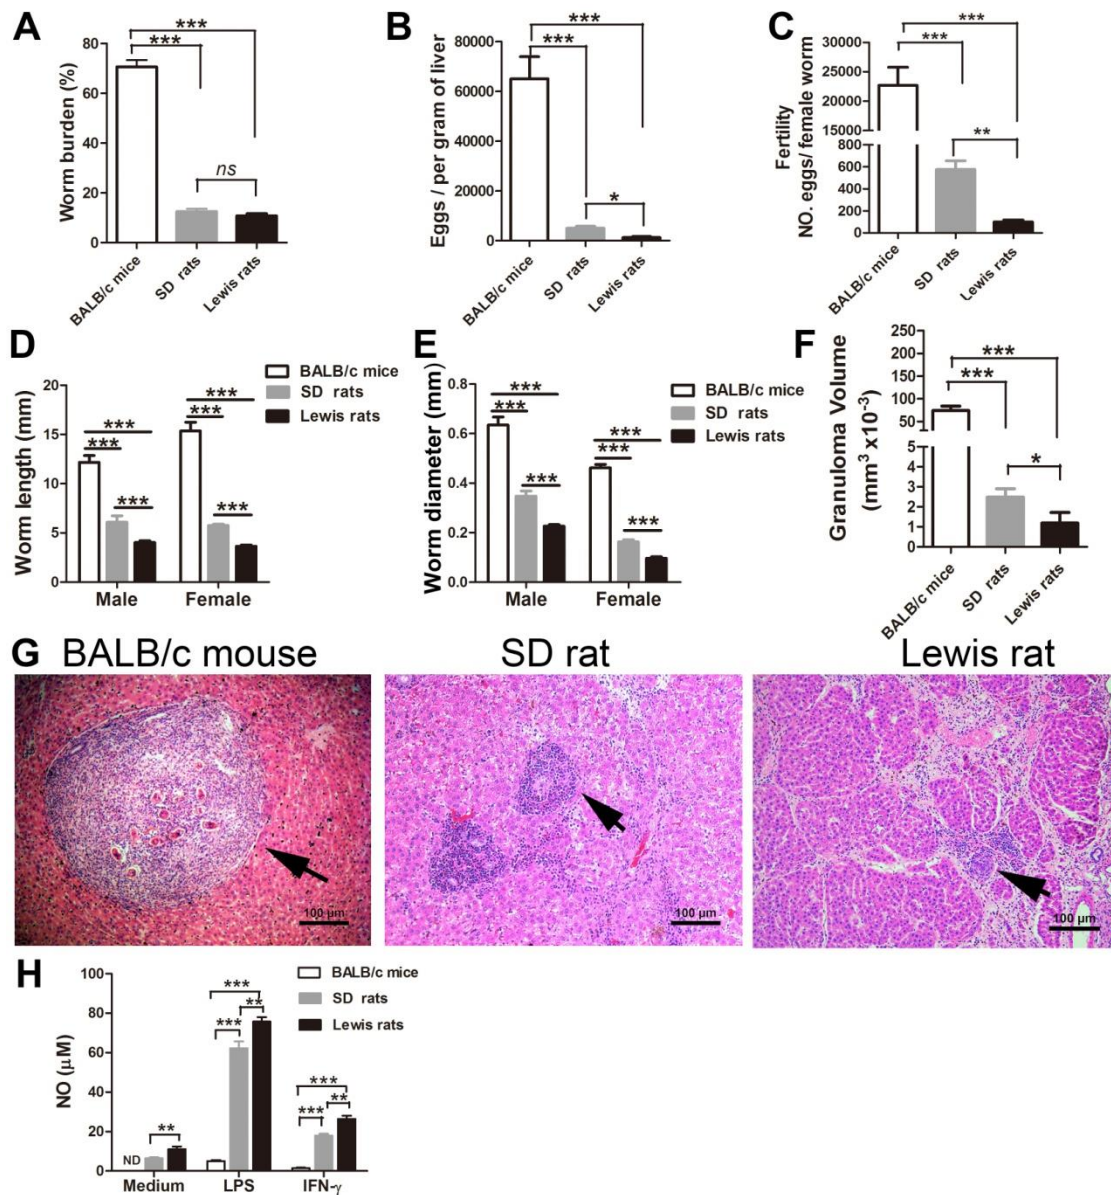 A
Worm burden (%)
80
60
40
20
0
***
***
ns
BALB/c mice
SD rats
Lewis rats
B
Eggs / per gram of liver
80000
60000
40000
20000
0
***
***
*
BALB/c mice
SD rats
Lewis rats
C
Fertility
NO. eggs/ female worm
30000
25000
20000
15000
800
600
400
200
0
***
***
**
BALB/c mice
SD rats
Lewis rats
D
Worm length (mm)
20
15
10
5
0
BALB/c mice
SD rats
Lewis rats
***
***
***
***
***
***
Male
Female
E
Worm diameter (mm)
0.8
0.6
0.4
0.2
0.0
BALB/c mice
SD rats
Lewis rats
***
***
***
***
***
***
Male
Female
F
Granuloma Volume
(mm³ x10⁻³)
250
200
150
100
50
5
4
3
2
1
0
***
***
*
BALB/c mice
SD rats
Lewis rats
G BALB/c mouse
SD rat
Lewis rat
100 µm
100 µm
100 µm
H
NO (µM)
100
80
60
40
20
0
BALB/c mice
SD rats
Lewis rats
ND
**
***
***
**
***
***
**
Medium
LPS
IFN-γ